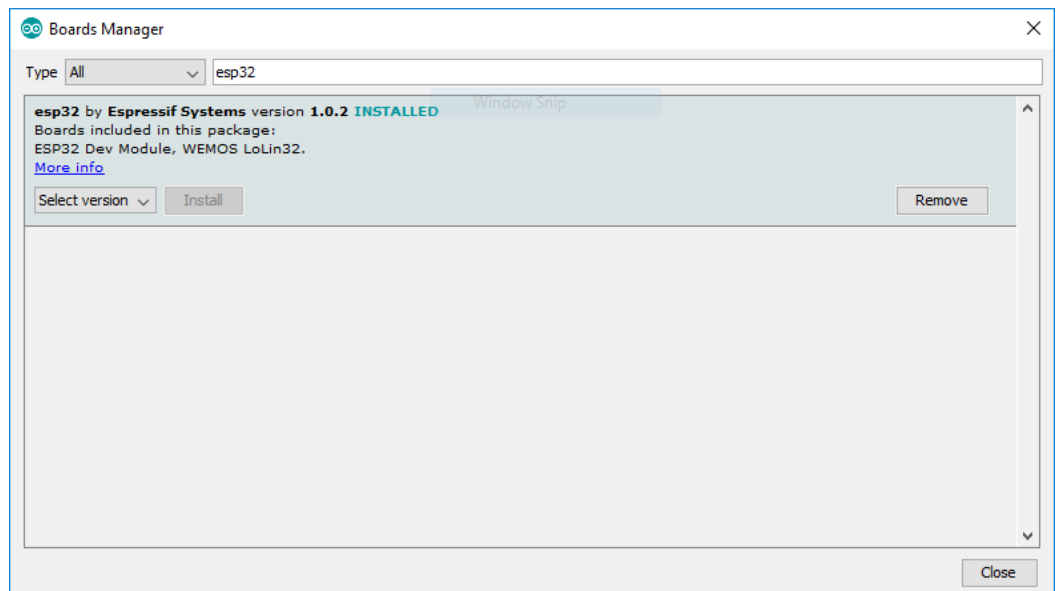 Boards Manager
Type All esp32
Window Snip
esp32 by Espressif Systems version 1.0.2 INSTALLED
Boards included in this package:
ESP32 Dev Module, WEMOS LoLin32.
More info
Select version Install Remove
Close